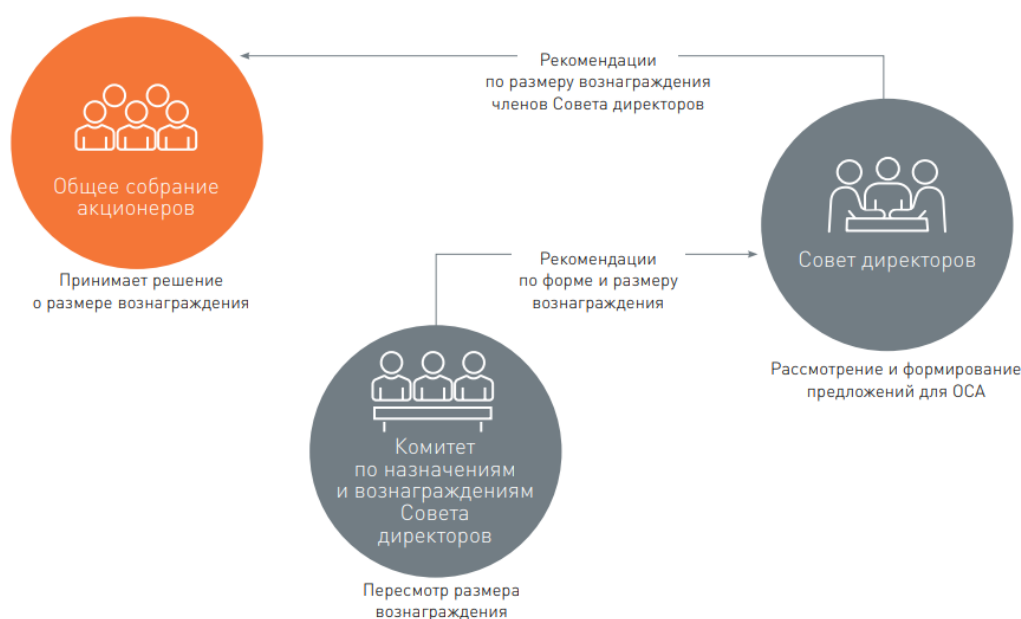 Рекомендации
по размеру вознаграждения
членов Совета директоров
Общее собрание
акционеров
Принимает решение
о размере вознаграждения
Рекомендации
по форме и размеру
вознаграждения
Совет директоров
Рассмотрение и формирование
предложений для ОСА
Комитет
по назначениям
и вознаграждениям
Совета
директоров
Пересмотр размера
вознаграждения